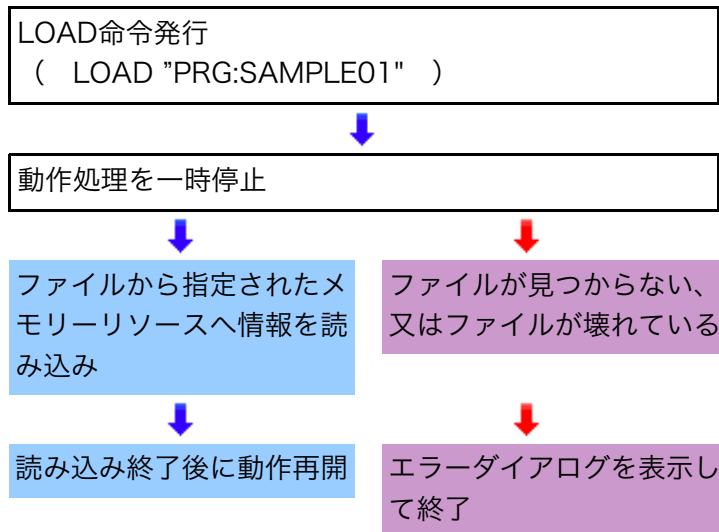 LOAD命令発行
（　LOAD ”PRG:SAMPLE01"　）
動作処理を一時停止
ファイルから指定されたメ
モリーリソースへ情報を読
み込み
ファイルが見つからない、
又はファイルが壊れている
読み込み終了後に動作再開
エラーダイアログを表示し
て終了